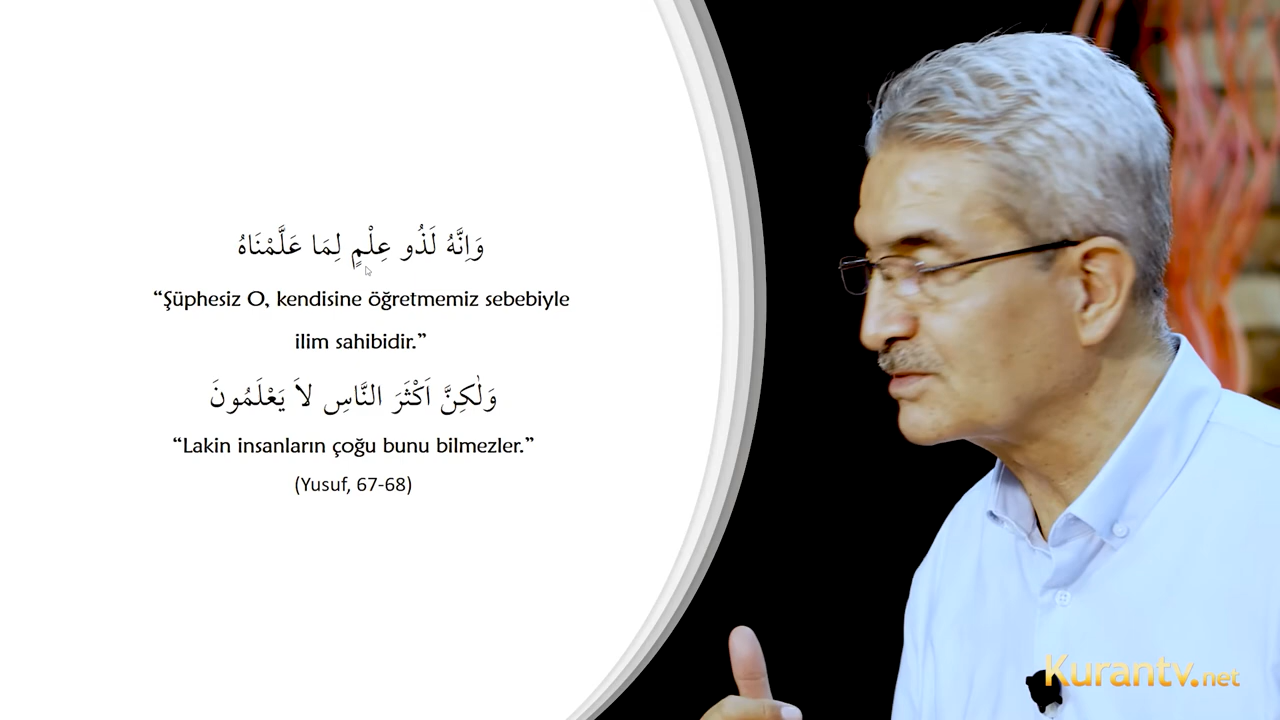 وَاِنَّهُ لَذُو عِلْمٍ لِمَا عَلَّمْنَاهُ
“Şüphesiz O, kendisine öğretmemiz sebebiyle
ilim sahibidir.”
وَلٰكِنَّ اَكْثَرَ النَّاسِ لاَ يَعْلَمُونَ
“Lakin insanların çoğu bunu bilmezler.”
(Yusuf, 67-68)
Kurantv.net